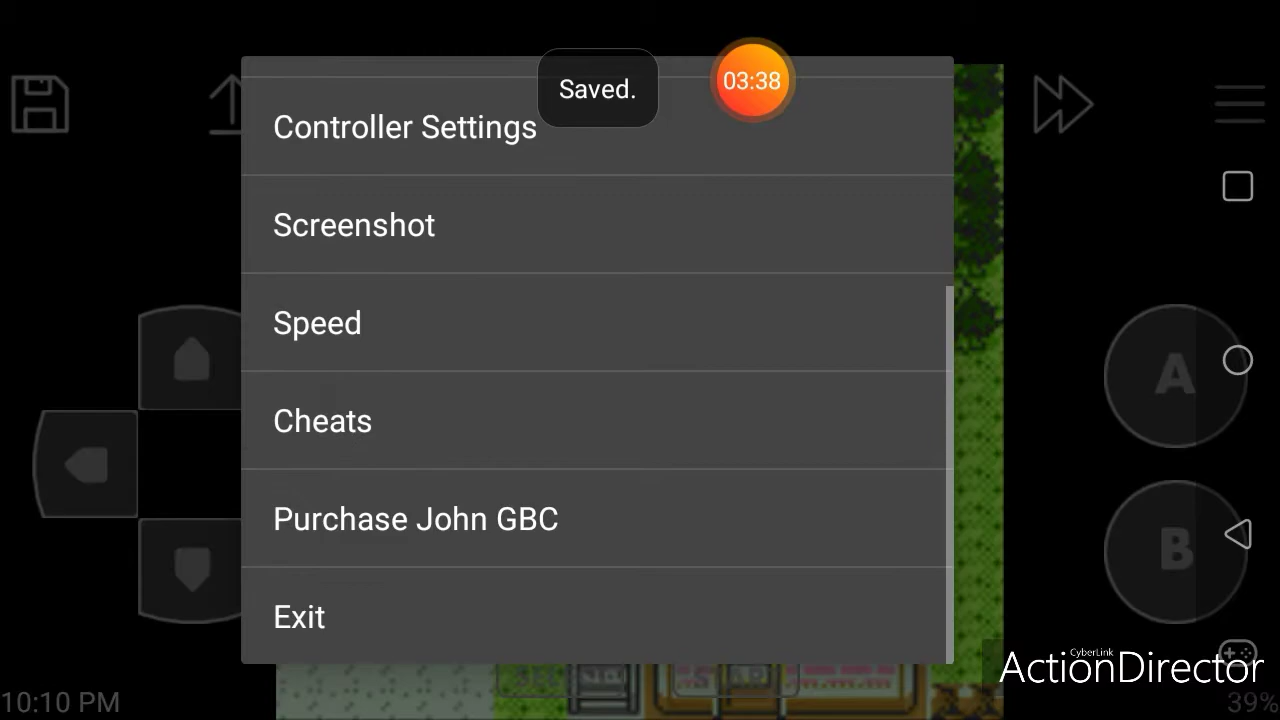 Saved.
03:38
Controller Settings
Screenshot
Speed
Cheats
Purchase John GBC
Exit
A
B
CyberLink
ActionDirector
10:10 PM
39%